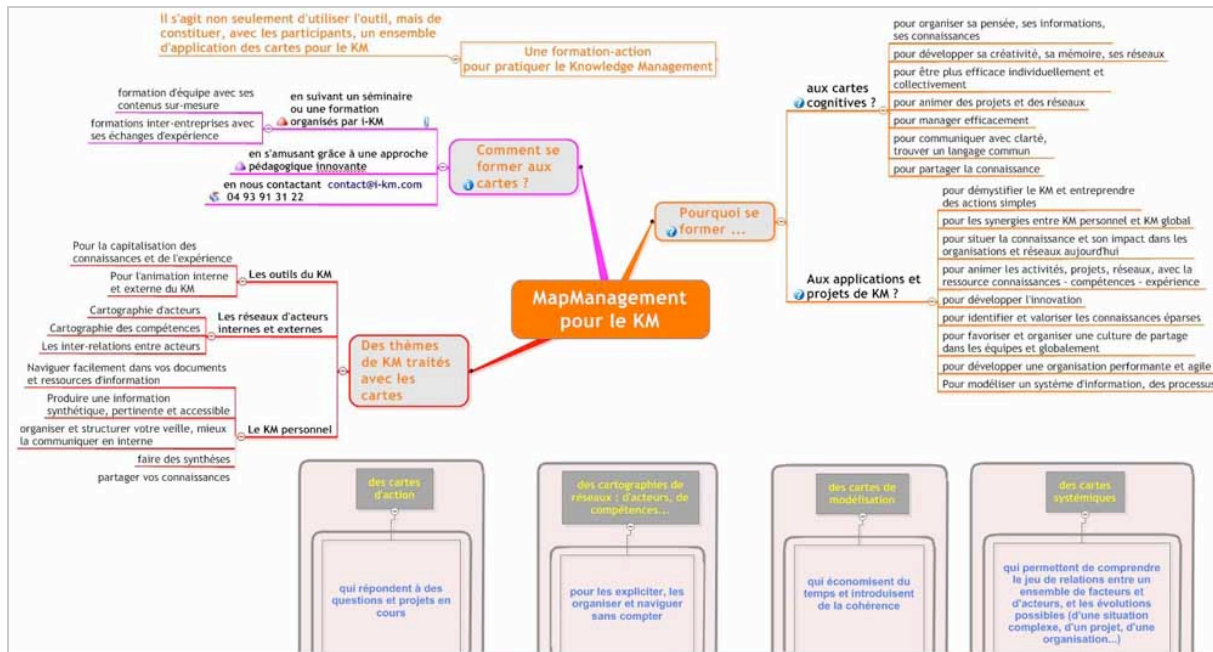 Il s'agit non seulement d'utiliser l'outil, mais de
constituer, avec les participants, un ensemble
d'application des cartes pour le KM
Une formation-action
pour pratiquer le Knowledge Management
formation d'équipe avec ses
contenus sur-mesure
formations inter-entreprises avec
ses échanges d'expérience
en suivant un séminaire
ou une formation
organisés par i-KM
en s'amusant grâce à une approche
pédagogique innovante
en nous contactant contact@i-km.com
04 93 91 31 22
Comment se
former aux
cartes ?
pour organiser sa pensée, ses informations,
ses connaissances
pour développer sa créativité, sa mémoire, ses réseaux
pour être plus efficace individuellement et
collectivement
pour animer des projets et des réseaux
pour manager efficacement
pour communiquer avec clarté,
trouver un langage commun
pour partager la connaissance
aux cartes
cognitives ?
Pourquoi se
former ...
pour démystifier le KM et entreprendre
des actions simples
pour les synergies entre KM personnel et KM global
pour situer la connaissance et son impact dans les
organisations et réseaux aujourd'hui
pour animer les activités, projets, réseaux, avec la
ressource connaissances - compétences - expérience
pour développer l'innovation
pour identifier et valoriser les connaissances éparses
pour favoriser et organiser une culture de partage
dans les équipes et globalement
pour développer une organisation performante et agile
Pour modéliser un système d'information, des processus
Aux applications et
projets de KM ?
MapManagement
pour le KM
Pour la capitalisation des
connaissances et de l'expérience
Pour l'animation interne
et externe du KM
Les outils du KM
Cartographie d'acteurs
Cartographie des compétences
Les inter-relations entre acteurs
Les réseaux d'acteurs
internes et externes
Des thèmes
de KM traités
avec les
cartes
Naviguer facilement dans vos documents
et ressources d'information
Produire une information
synthétique, pertinente et accessible
organiser et structurer votre veille, mieux
la communiquer en interne
faire des synthèses
partager vos connaissances
Le KM personnel
des cartes
d'action
qui répondent à des
questions et projets en
cours
des cartographies de
réseaux : d'acteurs, de
compétences...
pour les expliciter, les
organiser et naviguer
sans compter
des cartes de
modélisation
qui économisent du
temps et introduisent
de la cohérence
des cartes
systémiques
qui permettent de comprendre
le jeu de relations entre un
ensemble de facteurs et
d'acteurs, et les évolutions
possibles (d'une situation
complexe, d'un projet, d'une
organisation...)